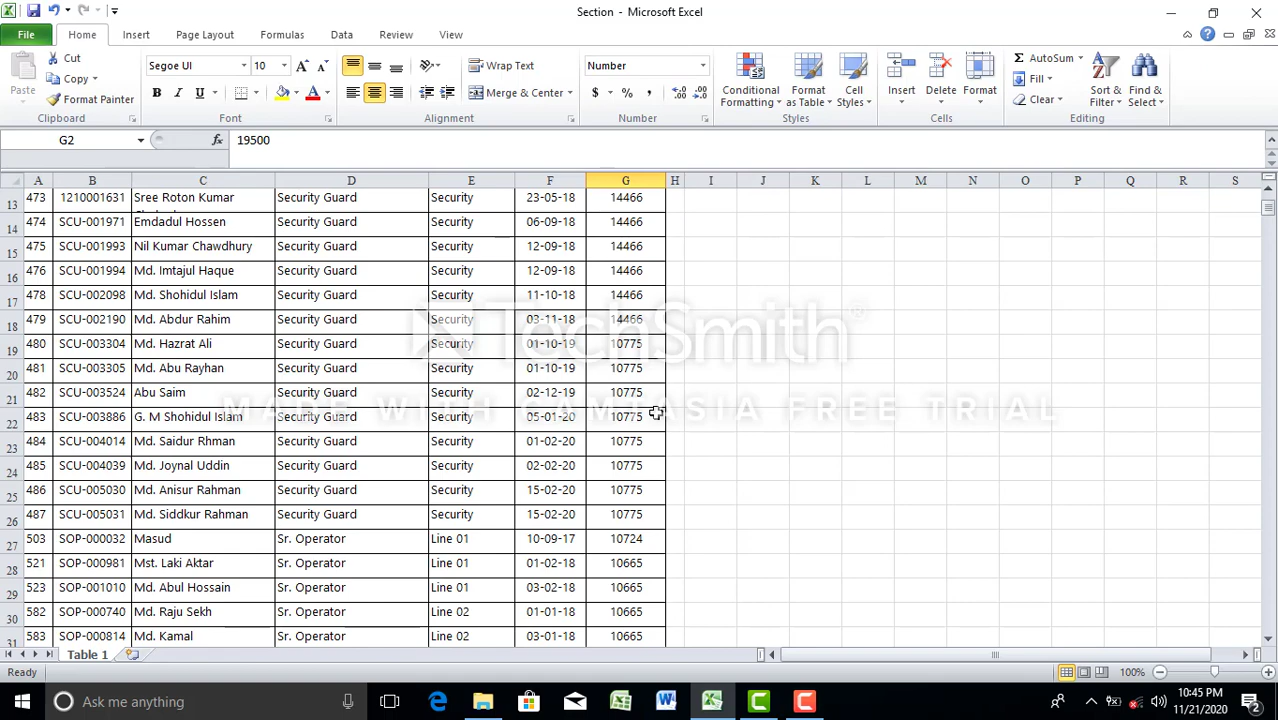 Section - Microsoft Excel
File Home Insert Page Layout Formulas Data Review View
Paste Cut Copy Format Painter Clipboard
Segoe UI 10 B I U Font
Wrap Text Merge & Center Alignment
Number $ % , Number
Conditional Formatting Format as Table Cell Styles Styles
Insert Delete Format Cells
AutoSum Fill Clear Sort & Filter Find & Select Editing
G2 fx 19500
A B C D E F G H I J K L M N O P Q R S
13 473 1210001631 Sree Roton Kumar Security Guard Security 23-05-18 14466
14 474 SCU-001971 Emdadul Hossen Security Guard Security 06-09-18 14466
15 475 SCU-001993 Nil Kumar Chawdhury Security Guard Security 12-09-18 14466
16 476 SCU-001994 Md. Imtajul Haque Security Guard Security 12-09-18 14466
17 478 SCU-002098 Md. Shohidul Islam Security Guard Security 11-10-18 14466
18 479 SCU-002190 Md. Abdur Rahim Security Guard Security 03-11-18 14466
19 480 SCU-003304 Md. Hazrat Ali Security Guard Security 01-10-19 10775
20 481 SCU-003305 Md. Abu Rayhan Security Guard Security 01-10-19 10775
21 482 SCU-003524 Abu Saim Security Guard Security 02-12-19 10775
22 483 SCU-003886 G. M Shohidul Islam Security Guard Security 05-01-20 10775
23 484 SCU-004014 Md. Saidur Rhman Security Guard Security 01-02-20 10775
24 485 SCU-004039 Md. Joynal Uddin Security Guard Security 02-02-20 10775
25 486 SCU-005030 Md. Anisur Rahman Security Guard Security 15-02-20 10775
26 487 SCU-005031 Md. Siddkur Rahman Security Guard Security 15-02-20 10775
27 503 SOP-000032 Masud Sr. Operator Line 01 10-09-17 10724
28 521 SOP-000981 Mst. Laki Aktar Sr. Operator Line 01 01-02-18 10665
29 523 SOP-001010 Md. Abul Hossain Sr. Operator Line 01 03-02-18 10665
30 582 SOP-000740 Md. Raju Sekh Sr. Operator Line 02 01-01-18 10665
31 583 SOP-000814 Md. Kamal Sr. Operator Line 02 03-01-18 10665
TechSmith®
MADE WITH CAMTASIA FREE TRIAL
Table 1
Ready 100%
Ask me anything
10:45 PM
11/21/2020
2